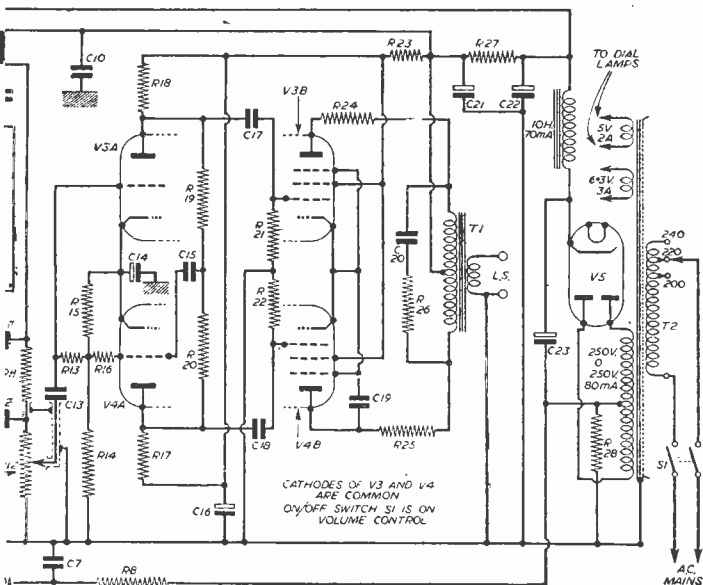 C10
R18
V3A
R 19
C17
V3B
R24
R23
R27
C21
C22
TO DIAL
LAMPS
10H.
70mA
5V
2A
6·3V.
3A
240
220
200
T2
V5
250V.
0
250V.
80mA
R 28
C23
S1
A.C.
MAINS
T1
L.S.
C 20
R 26
R 21
R 22
C19
R25
V4B
C18
C14
C15
R 15
R13
R16
R 20
V4A
C13
R14
R17
C16
CATHODES OF V3 AND V4
ARE COMMON
ON/OFF SWITCH S1 IS ON
VOLUME CONTROL
C7
R8